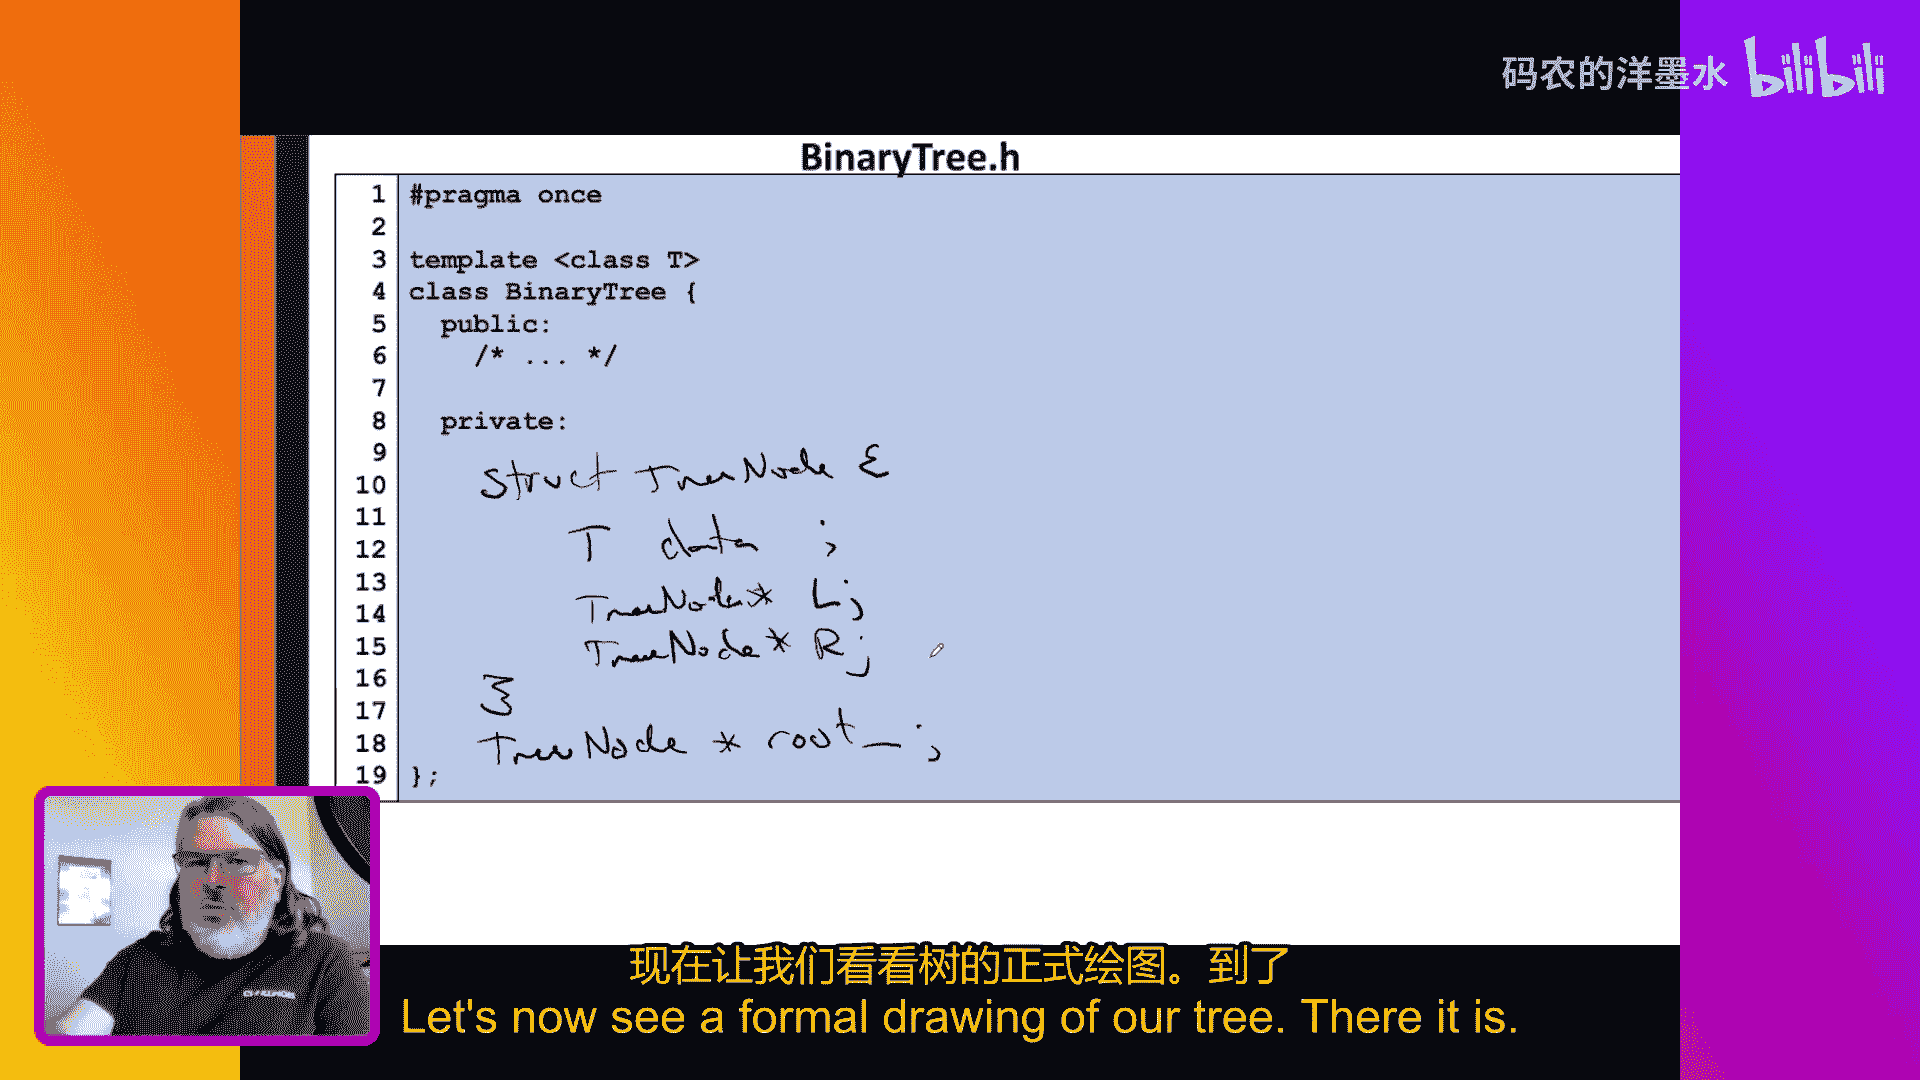 码农的洋墨水 bilibili
BinaryTree.h
1 #pragma once
2
3 template <class T>
4 class BinaryTree {
5 public:
6 /* ... */
7
8 private:
9
10 struct TreeNode {
11
12 T data ;
13
14 TreeNode* L;
15 TreeNode* R;
16
17 }
18 TreeNode * root_ ;
19 };
现在让我们看看树的正式绘图。到了
Let's now see a formal drawing of our tree. There it is.